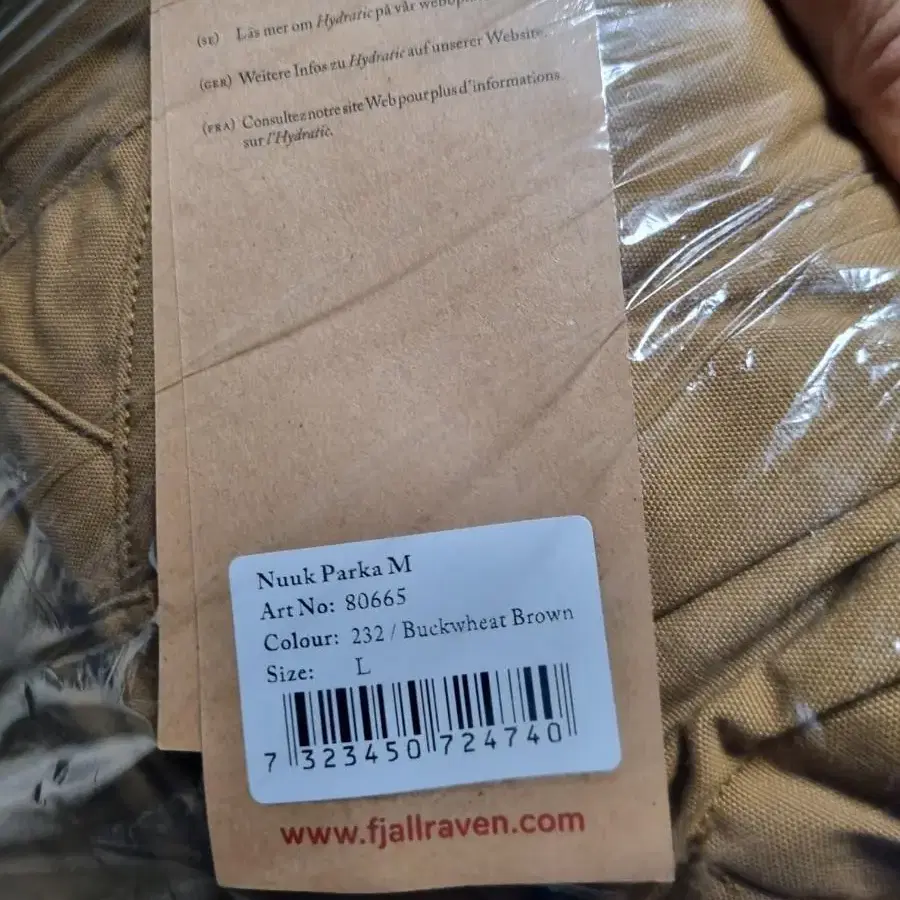 (SE) Läs mer om Hydratic på vår
(GER) Weitere Infos zu Hydratic auf unserer Website.
(FRA) Consultez notre site Web pour plus d'informations
sur l'Hydratic.
Nuuk Parka M
Art No: 80665
Colour: 232 / Buckwheat Brown
Size: L
7 323450 724740
www.fjallraven.com